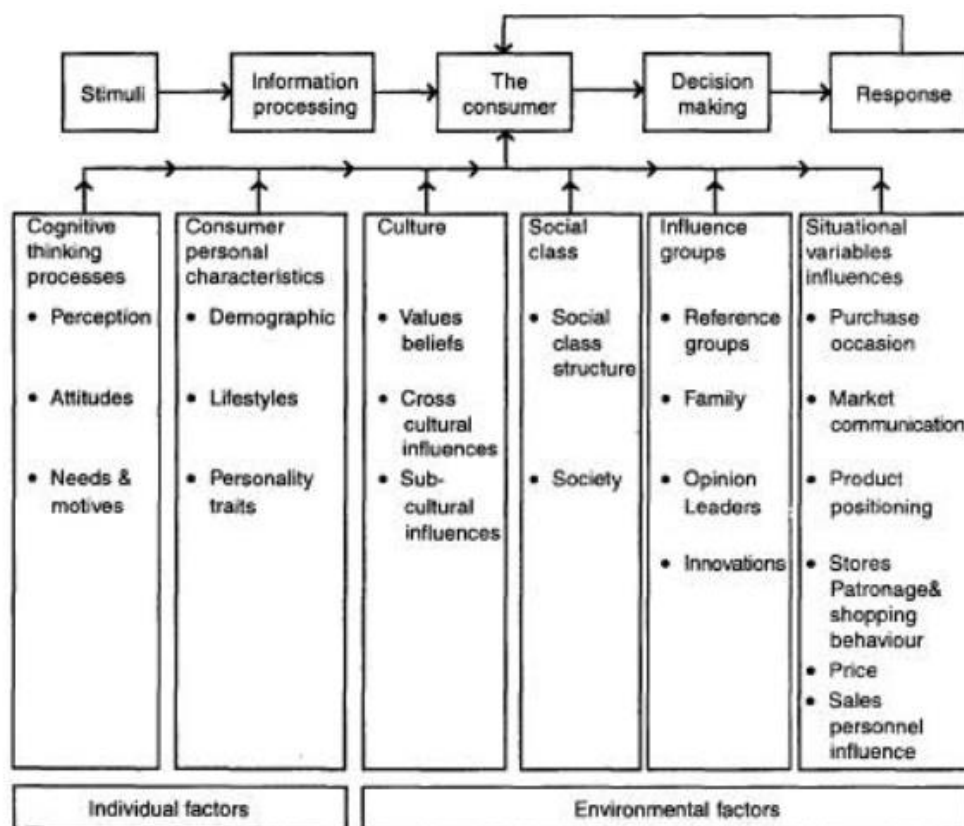 Stimuli
Information
processing
The
consumer
Decision
making
Response
Cognitive
thinking
processes
• Perception
• Attitudes
• Needs &
motives
Consumer
personal
characteristics
• Demographic
• Lifestyles
• Personality
traits
Culture
• Values
beliefs
• Cross
cultural
influences
• Sub-
cultural
influences
Social
class
• Social
class
structure
• Society
Influence
groups
• Reference
groups
• Family
• Opinion
Leaders
• Innovations
Situational
variables
influences
• Purchase
occasion
• Market
communication
• Product
positioning
• Stores
Patronage&
shopping
behaviour
• Price
• Sales
personnel
influence
Individual factors
Environmental factors